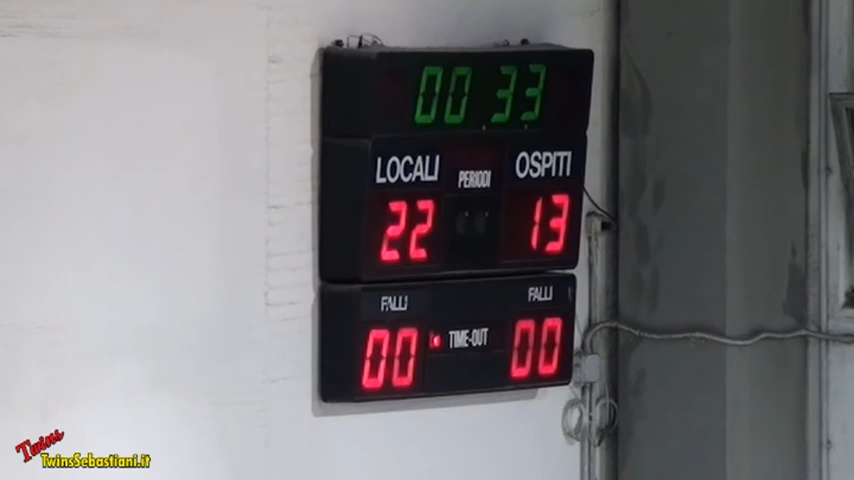 00 33
LOCALI PERIODI OSPITI
22 13
FALLI FALLI
00 TIME-OUT 00
Twins
TwinsSebastiani.it